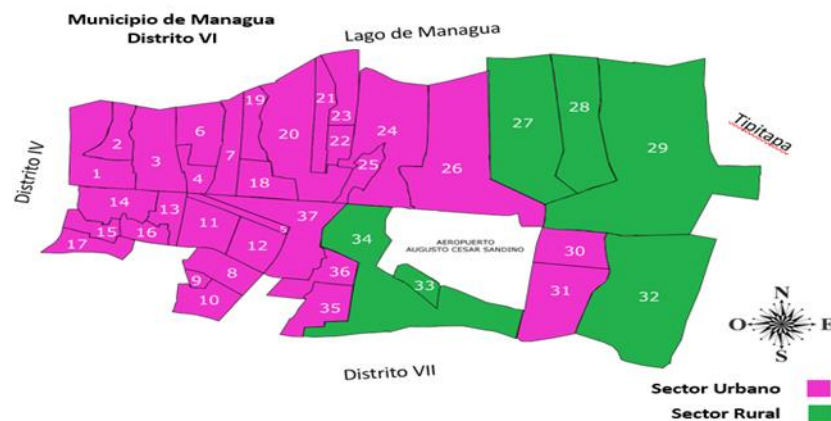 Municipio de Managua
Distrito VI
Lago de Managua
Tipitapa
Distrito IV
19
21
2
6
20
23
28
3
7
22
24
27
29
1
4
18
25
26
14
13
37
15
16
11
5
34
AEROPUERTO
AUGUSTO CESAR SANDINO
17
12
30
8
36
9
33
31
32
10
35
N
O
E
S
Distrito VII
Sector Urbano
Sector Rural